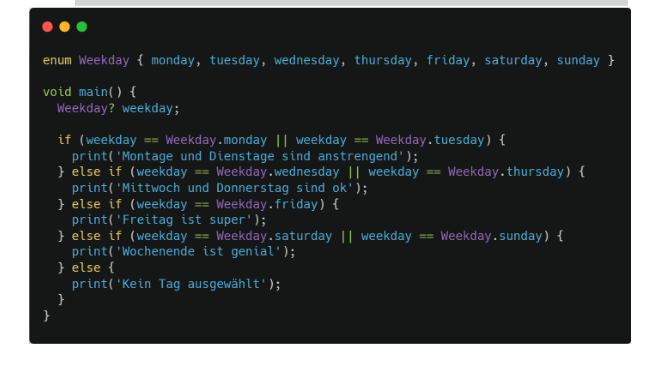 enum Weekday { monday, tuesday, wednesday, thursday, friday, saturday, sunday }

void main() {
  Weekday? weekday;

  if (weekday == Weekday.monday || weekday == Weekday.tuesday) {
    print('Montage und Dienstage sind anstrengend');
  } else if (weekday == Weekday.wednesday || weekday == Weekday.thursday) {
    print('Mittwoch und Donnerstag sind ok');
  } else if (weekday == Weekday.friday) {
    print('Freitag ist super');
  } else if (weekday == Weekday.saturday || weekday == Weekday.sunday) {
    print('Wochenende ist genial');
  } else {
    print('Kein Tag ausgewählt');
  }
}